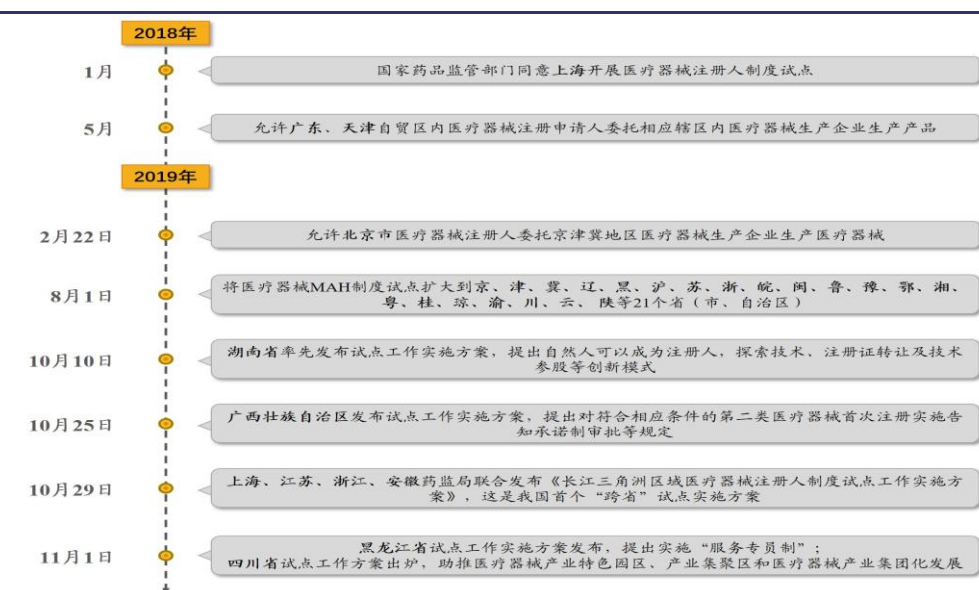 2018年
1月
国家药品监管部门同意上海开展医疗器械注册人制度试点
5月
允许广东、天津自贸区内医疗器械注册申请人委托相应辖区内医疗器械生产企业生产产品
2019年
2月22日
允许北京市医疗器械注册人委托京津冀地区医疗器械生产企业生产医疗器械
8月1日
将医疗器械MAH制度试点扩大到京、津、冀、辽、黑、沪、苏、浙、皖、闽、鲁、豫、鄂、湘、
粤、桂、琼、渝、川、云、陕等21个省（市、自治区）
10月10日
湖南省率先发布试点工作实施方案，提出自然人可以成为注册人，探索技术、注册证转让及技术
参股等创新模式
10月25日
广西壮族自治区发布试点工作实施方案，提出对符合相应条件的第二类医疗器械首次注册实施告
知承诺制审批等规定
10月29日
上海、江苏、浙江、安徽药监局联合发布《长江三角洲区域医疗器械注册人制度试点工作实施方
案》，这是我国首个“跨省”试点实施方案
11月1日
黑龙江省试点工作实施方案发布，提出实施“服务专员制”；
四川省试点工作方案出炉，助推医疗器械产业特色园区、产业集聚区和医疗器械产业集团化发展